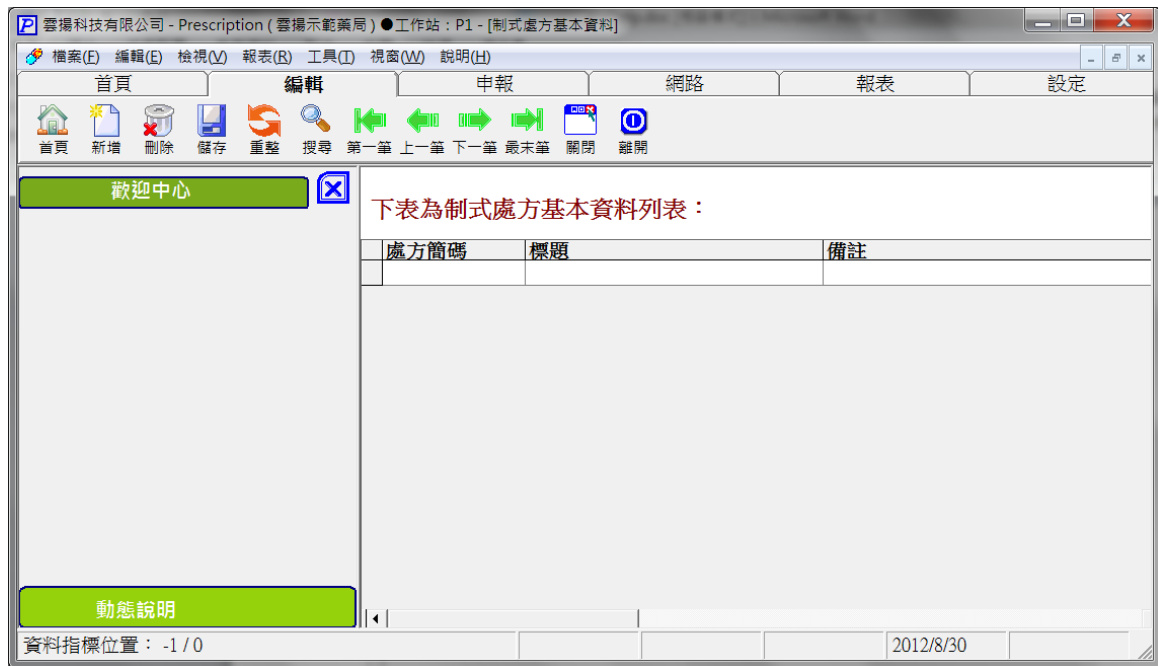 雲揚科技有限公司 - Prescription ( 雲揚示範藥局 ) ●工作站：P1 - [制式處方基本資料]
檔案(F) 編輯(E) 檢視(V) 報表(R) 工具(T) 視窗(W) 說明(H)
首頁 編輯 申報 網路 報表 設定
首頁 新增 刪除 儲存 重整 搜尋 第一筆 上一筆 下一筆 最末筆 關閉 離開
歡迎中心
下表為制式處方基本資料列表：
處方簡碼 標題 備註
動態說明
資料指標位置： -1 / 0 2012/8/30